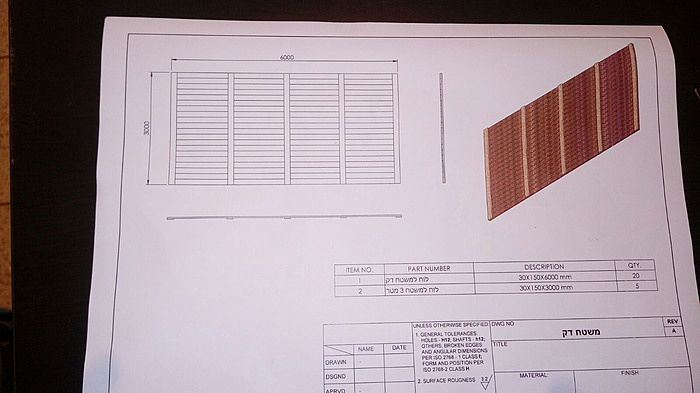 6000
3000
ITEM NO. PART NUMBER DESCRIPTION QTY.
1 לוח למשטח דק 30X150X6000 mm 20
2 לוח למשטח 3 מטר 30X150X3000 mm 5
UNLESS OTHERWISE SPECIFIED
1. GENERAL TOLERANCES:
HOLES - H12; SHAFTS - h12;
OTHERS, BROKEN EDGES
AND ANGULAR DIMENSIONS
PER ISO 2768 - 1 CLASS f;
FORM AND POSITION PER
ISO 2768-2 CLASS H
2. SURFACE ROUGNESS 3.2
DWG NO משטח דק REV
A
TITLE
NAME DATE
DRAWN -
DSGND -
APRVD -
MATERIAL: FINISH: